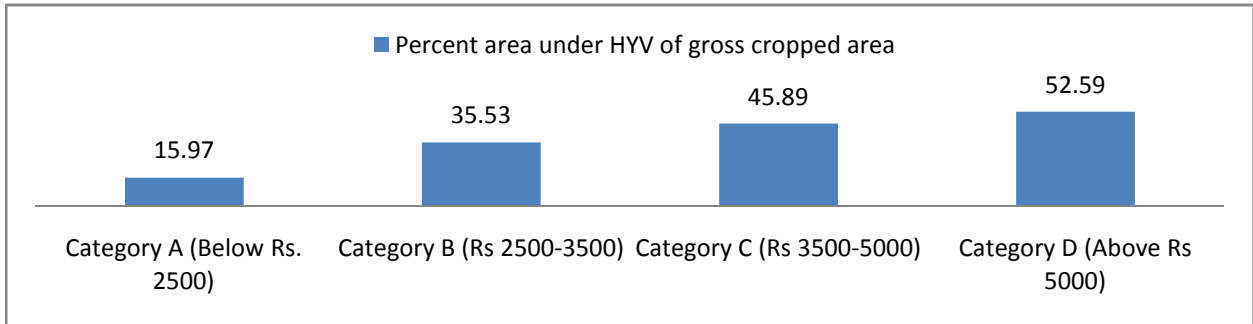 Percent area under HYV of gross cropped area
52.59
45.89
35.53
15.97
Category A (Below Rs.
2500)
Category B (Rs 2500-3500)
Category C (Rs 3500-5000)
Category D (Above Rs
5000)